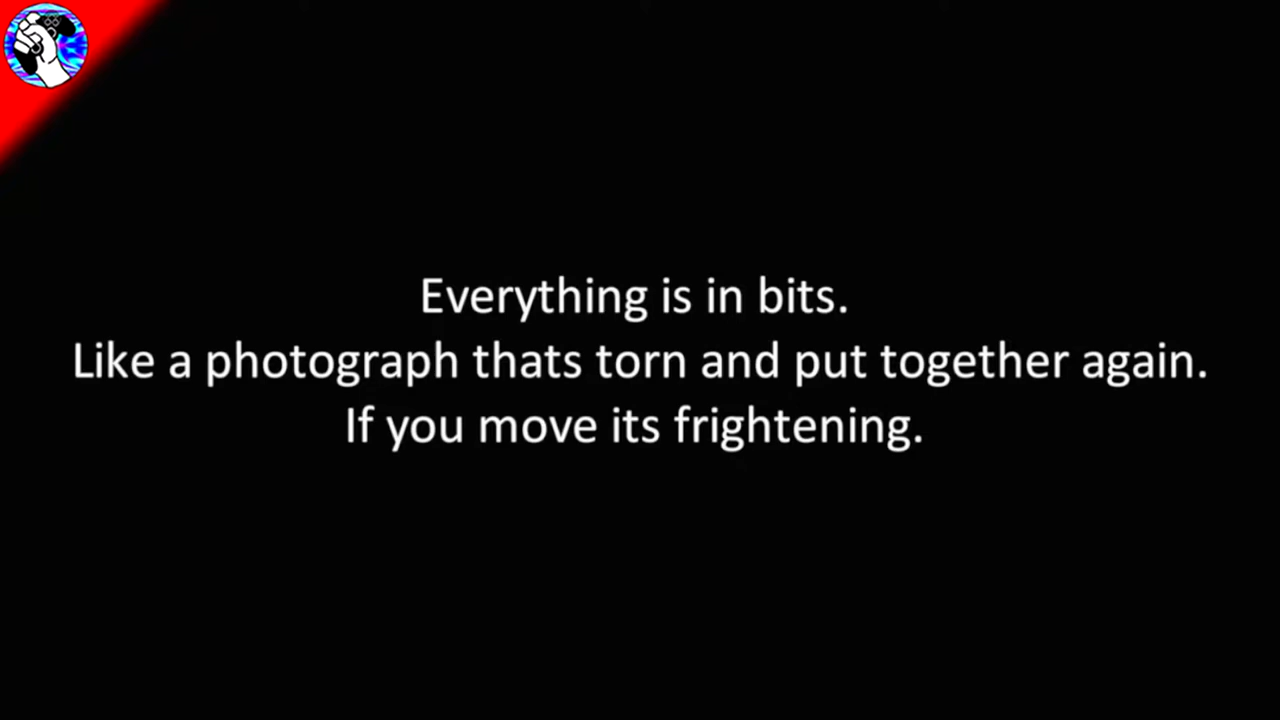 Everything is in bits.
Like a photograph thats torn and put together again.
If you move its frightening.